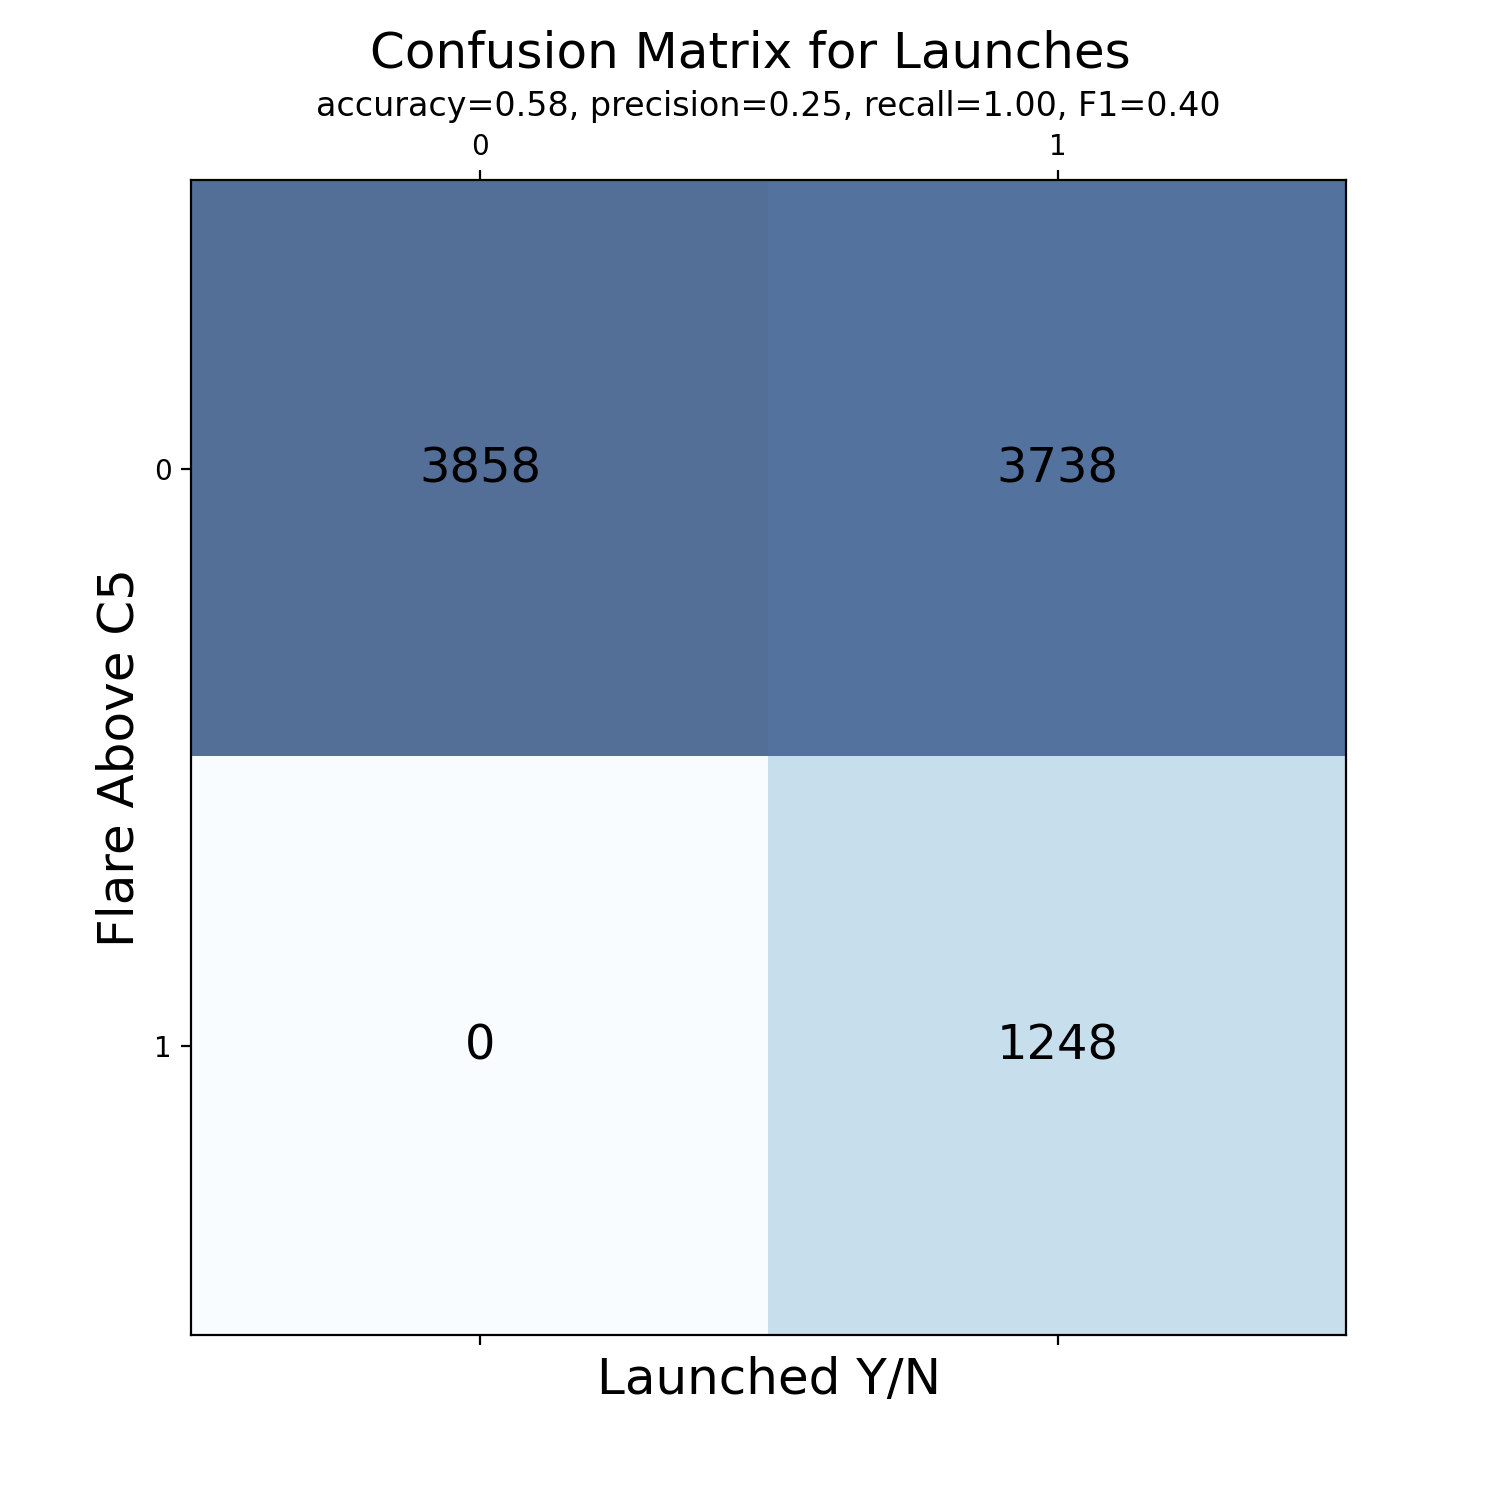 Confusion Matrix for Launches
accuracy=0.58, precision=0.25, recall=1.00, F1=0.40
0 1
0 3858 3738
Flare Above C5
1 0 1248
Launched Y/N